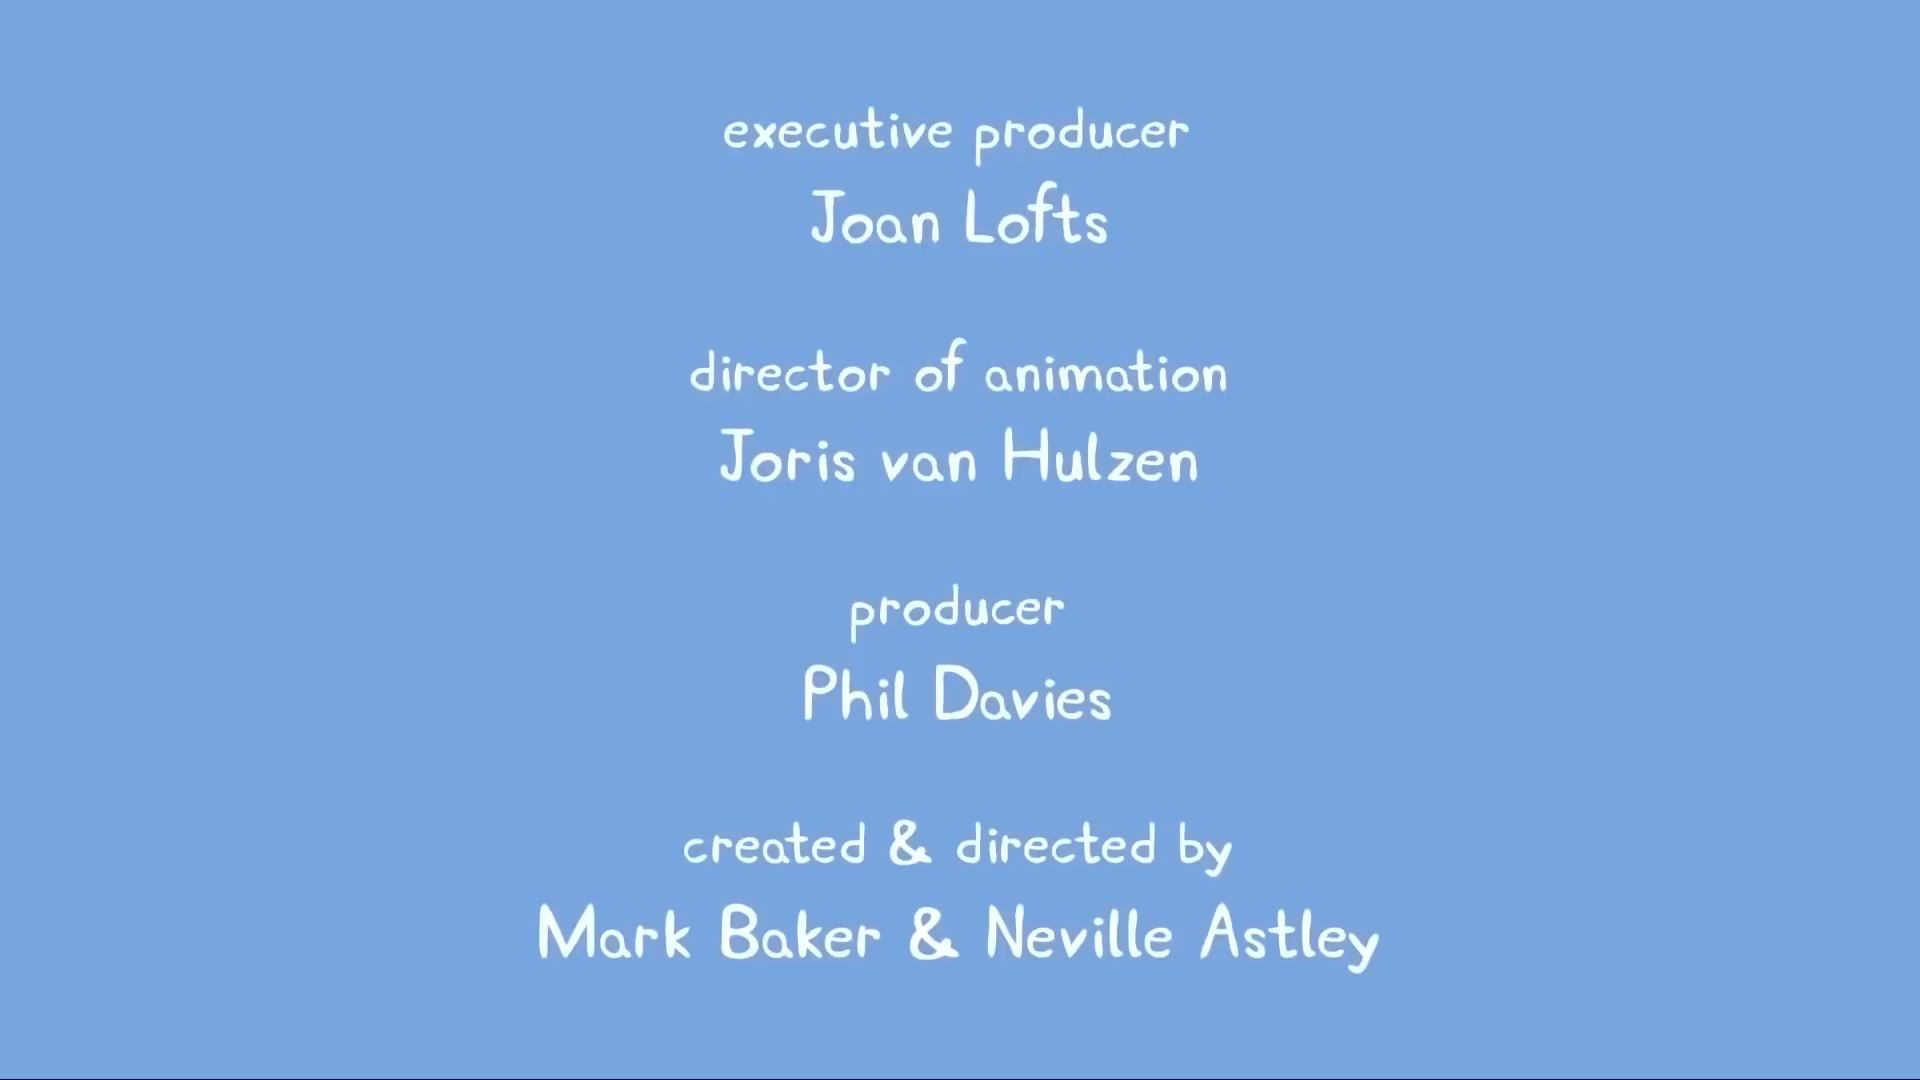 executive producer
Joan Lofts
director of animation
Joris van Hulzen
producer
Phil Davies
created & directed by
Mark Baker & Neville Astley